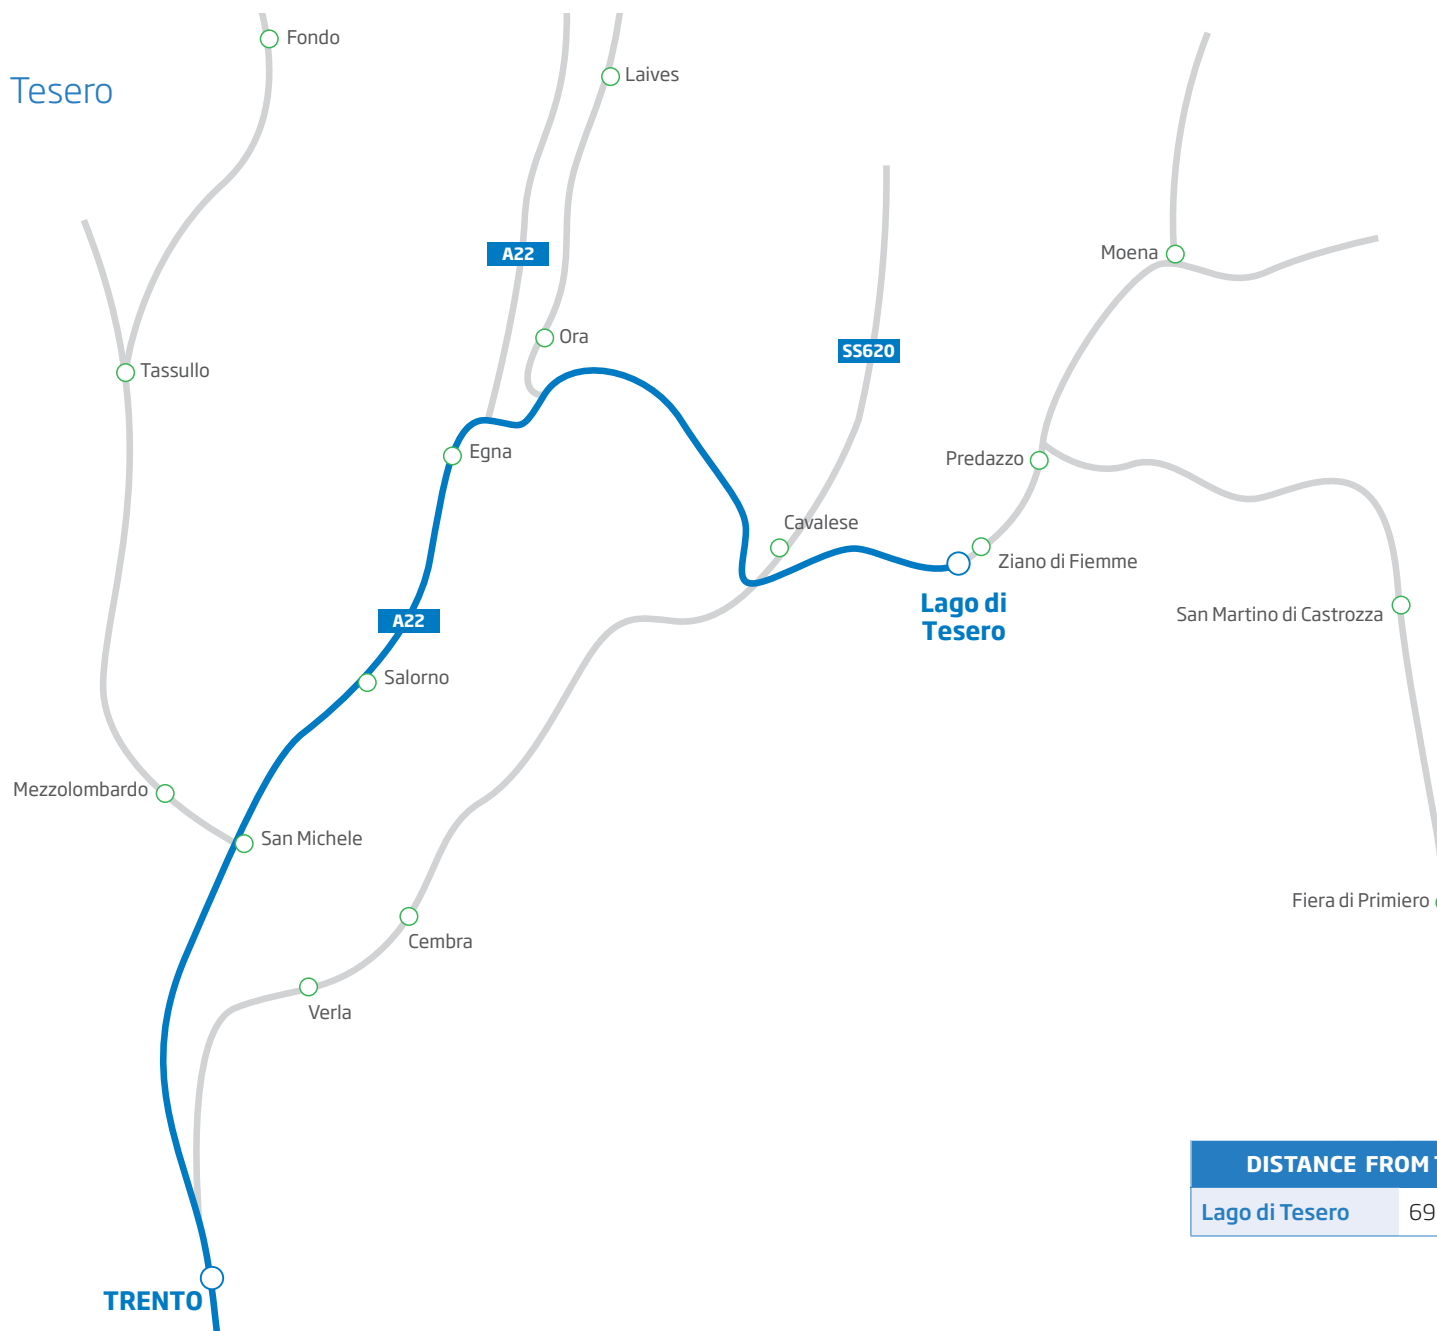 Fondo
Tesero
Laives
A22
Moena
Ora
SS620
Tassullo
Egna
Predazzo
Cavalese
Ziano di Fiemme
Lago di
Tesero
San Martino di Castrozza
A22
Salorno
Mezzolombardo
San Michele
Fiera di Primiero
Cembra
Verla
DISTANCE FROM
Lago di Tesero 69
TRENTO